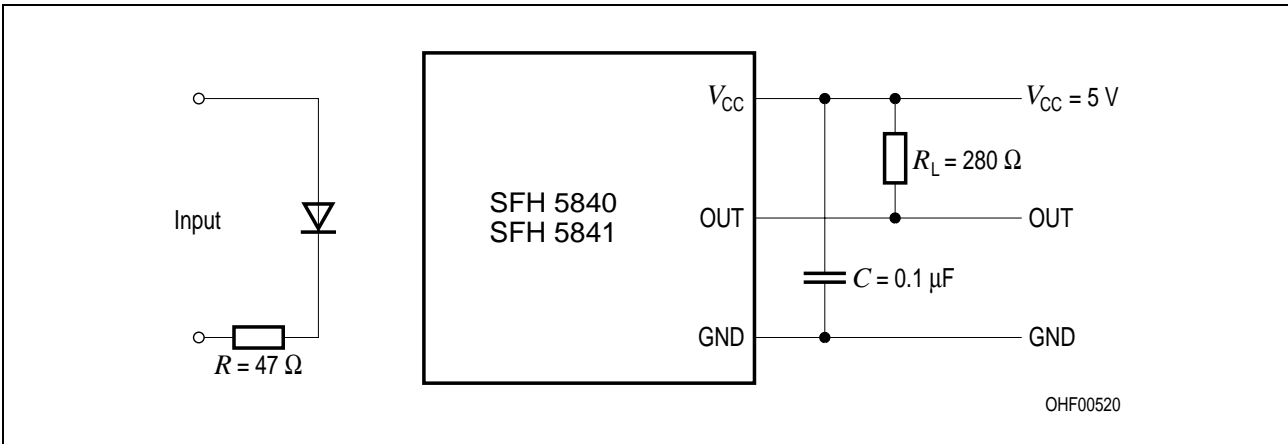 V_CC
V_CC = 5 V
R_L = 280 Ω
Input
SFH 5840
SFH 5841
OUT
OUT
C = 0.1 µF
GND
GND
R = 47 Ω
OHF00520